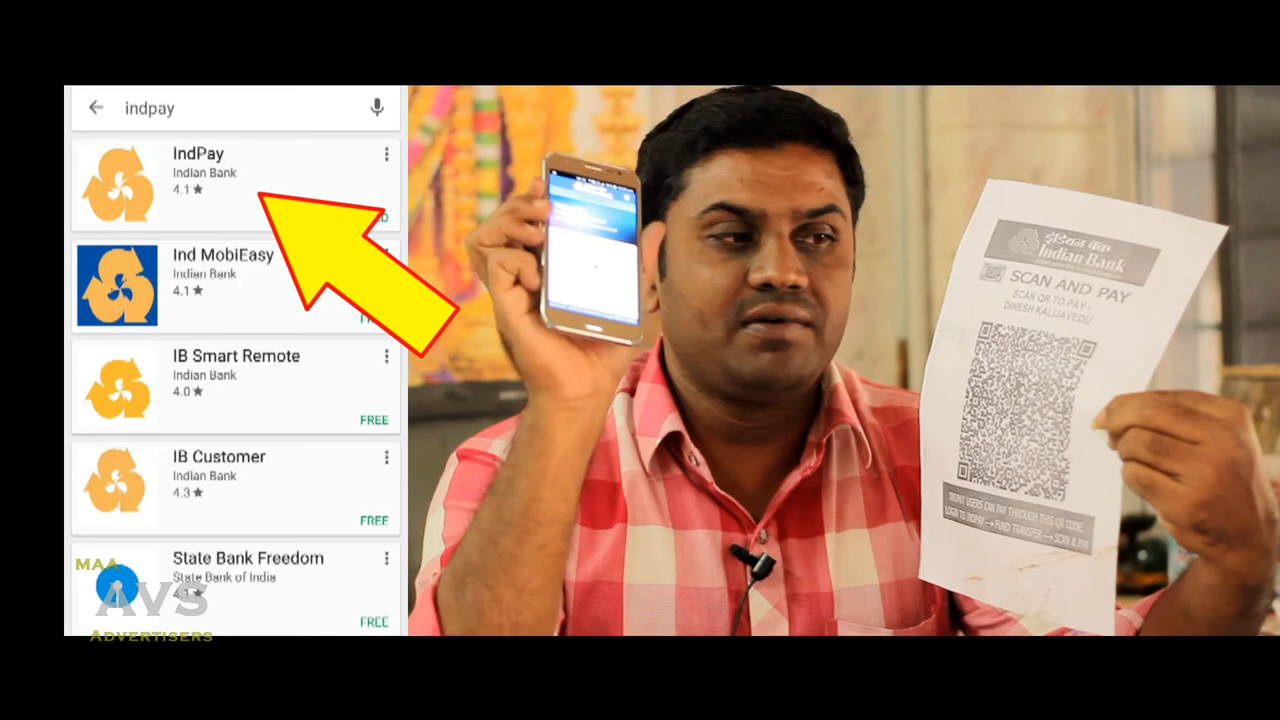 indpay
IndPay
Indian Bank
4.1★
Ind MobiEasy
Indian Bank
4.1★
IB Smart Remote
Indian Bank
4.0★
FREE
IB Customer
Indian Bank
4.3★
FREE
State Bank Freedom
State Bank of India
FREE
MAA
AVS
ADVERTISERS
इंडियन बैंक
Indian Bank
SCAN AND PAY
SCAN QR TO PAY -
DINESH KALLIAVEDU
INDPAY USERS CAN PAY THROUGH THIS QR CODE
LOGIN TO INDPAY → FUND TRANSFER → SCAN & PAY